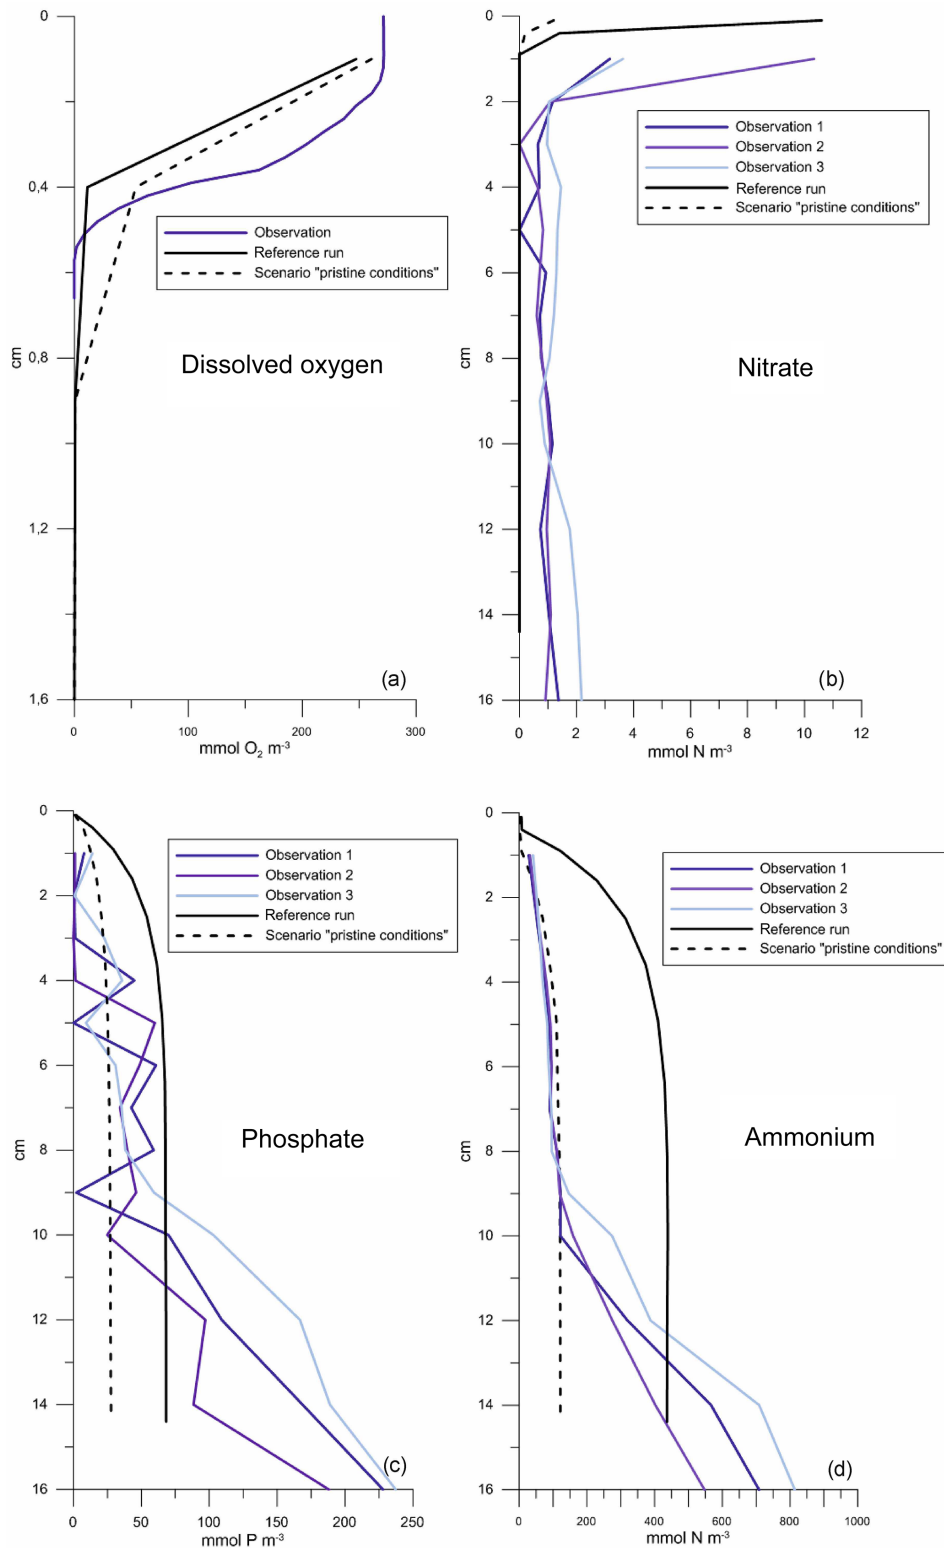 0
0,4
0,8
1,2
1,6
cm
Observation
Reference run
Scenario "pristine conditions"
Dissolved oxygen
(a)
0 100 200 300
mmol O₂ m⁻³
0
2
4
6
8
10
12
14
16
cm
Observation 1
Observation 2
Observation 3
Reference run
Scenario "pristine conditions"
Nitrate
(b)
0 2 4 6 8 10 12
mmol N m⁻³
0
2
4
6
8
10
12
14
16
cm
Observation 1
Observation 2
Observation 3
Reference run
Scenario "pristine conditions"
Phosphate
(c)
0 50 100 150 200 250
mmol P m⁻³
0
2
4
6
8
10
12
14
16
cm
Observation 1
Observation 2
Observation 3
Reference run
Scenario "pristine conditions"
Ammonium
(d)
0 200 400 600 800 1000
mmol N m⁻³